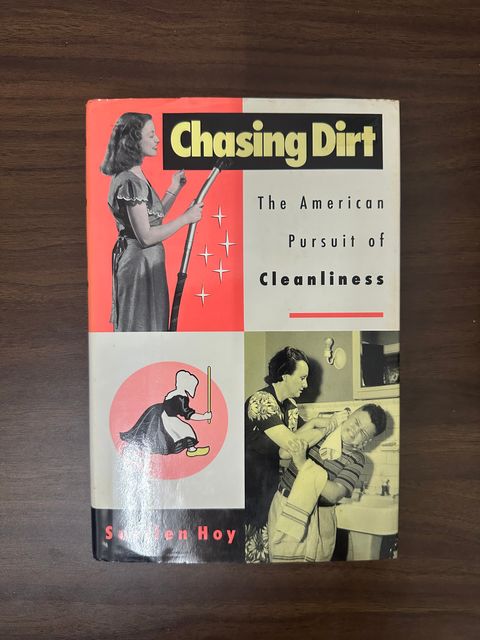 Chasing Dirt
The American
Pursuit of
Cleanliness
Hoy